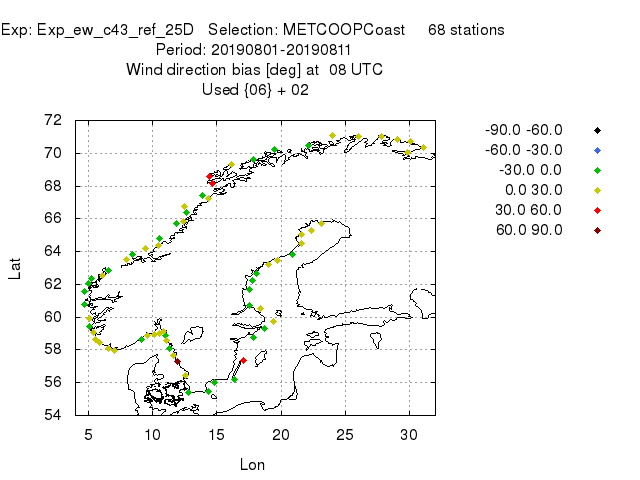 Exp: Exp_ew_c43_ref_25D   Selection: METCOOPCoast     68 stations
Period: 20190801-20190811
Wind direction bias [deg] at  08 UTC
Used {06} + 02
72
70
68
66
64
62
60
58
56
54
Lat
5 10 15 20 25 30
Lon
-90.0 -60.0
-60.0 -30.0
-30.0 0.0
0.0 30.0
30.0 60.0
60.0 90.0